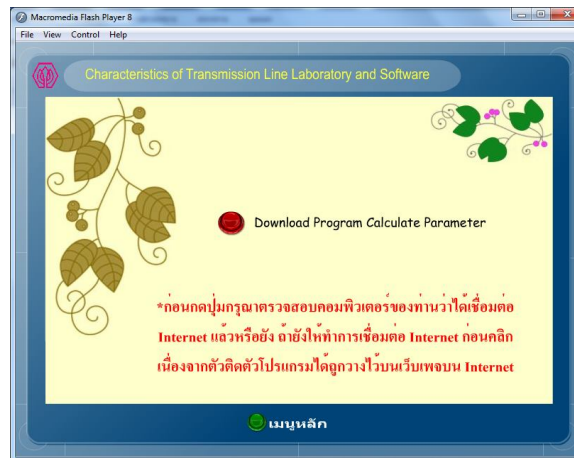 Macromedia Flash Player 8
File View Control Help
Characteristics of Transmission Line Laboratory and Software
Download Program Calculate Parameter
*ก่อนกดปุ่มกรุณาตรวจสอบคอมพิวเตอร์ของท่านว่าได้เชื่อมต่อ
Internet แล้วหรือยัง ถ้ายังให้ทำการเชื่อมต่อ Internet ก่อนคลิก
เนื่องจากตัวติดตัวโปรแกรมได้ถูกวางไว้บนเว็บเพจบน Internet
เมนูหลัก